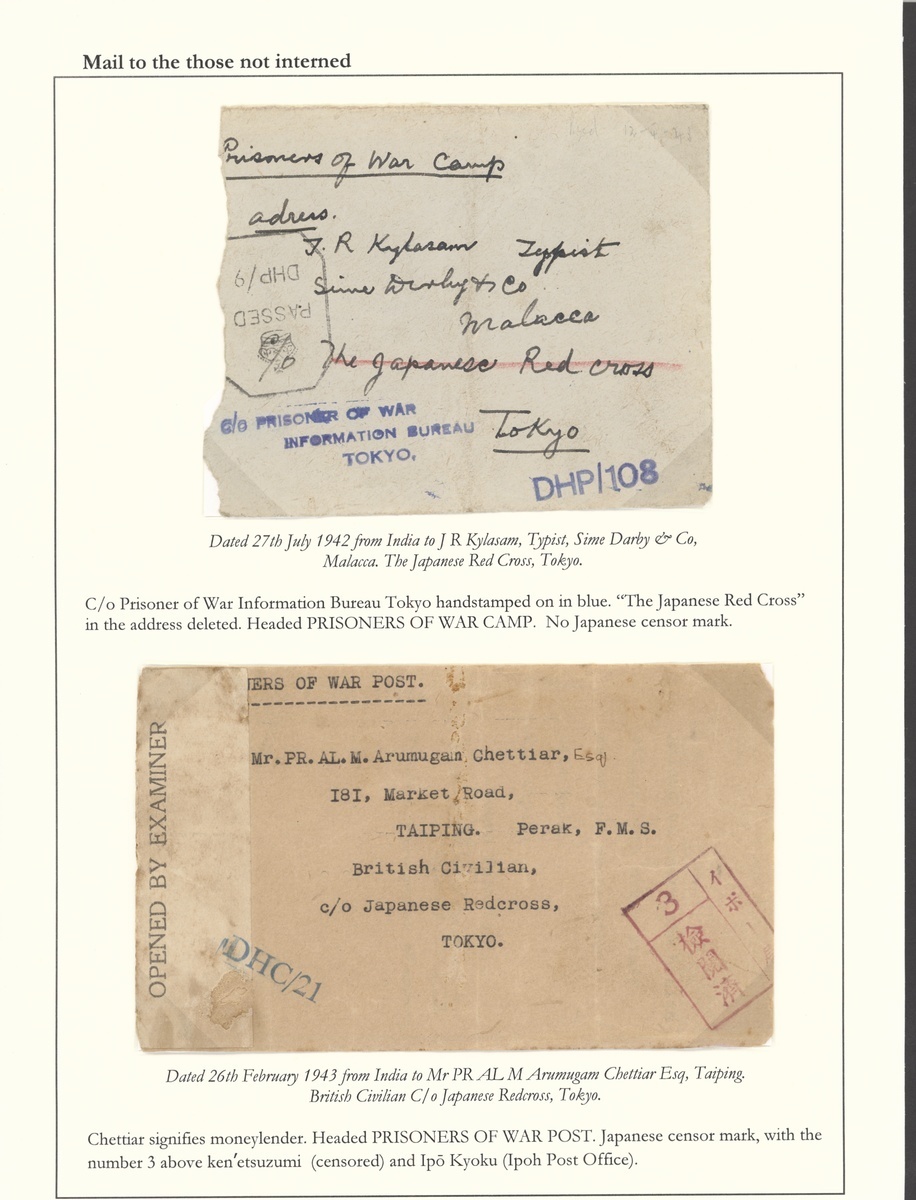 Mail to the those not interned
Prisoners of War Camp
adress.
J. R Kylasam Typist
Sime Derby & Co
Malacca
DHP/9
PASSED
C/o The Japanese Red cross
C/o PRISONER OF WAR
INFORMATION BUREAU
TOKYO.
Tokyo
DHP/108
Dated 27th July 1942 from India to J R Kylasam, Typist, Sime Darby & Co,
Malacca. The Japanese Red Cross, Tokyo.
C/o Prisoner of War Information Bureau Tokyo handstamped on in blue. “The Japanese Red Cross”
in the address deleted. Headed PRISONERS OF WAR CAMP. No Japanese censor mark.
OPENED BY EXAMINER
ERS OF WAR POST.
Mr.PR.AL.M.Arumugam Chettiar, Esq
I8I, Market Road,
TAIPING. Perak, F.M.S.
British Civilian,
c/o Japanese Redcross,
TOKYO.
DHC/21
3
イポー
検閲済
Dated 26th February 1943 from India to Mr PR AL M Arumugam Chettiar Esq, Taiping.
British Civilian C/o Japanese Redcross, Tokyo.
Chettiar signifies moneylender. Headed PRISONERS OF WAR POST. Japanese censor mark, with the
number 3 above ken′etsuzumi (censored) and Ipō Kyoku (Ipoh Post Office).